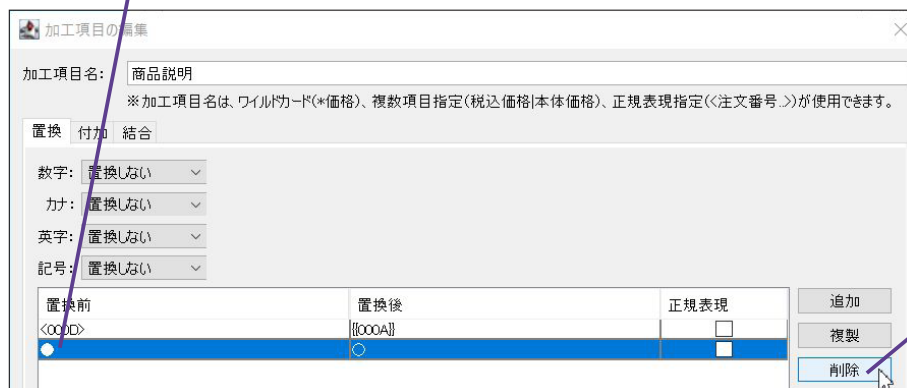 加工項目の編集
加工項目名: 商品説明
※加工項目名は、ワイルドカード(*価格)、複数項目指定(税込価格|本体価格)、正規表現指定(<注文番号..>)が使用できます。
置換 付加 結合
数字: 置換しない
カナ: 置換しない
英字: 置換しない
記号: 置換しない
置換前 置換後 正規表現 追加
<000D> {{000A}} 複製
● ○ 削除